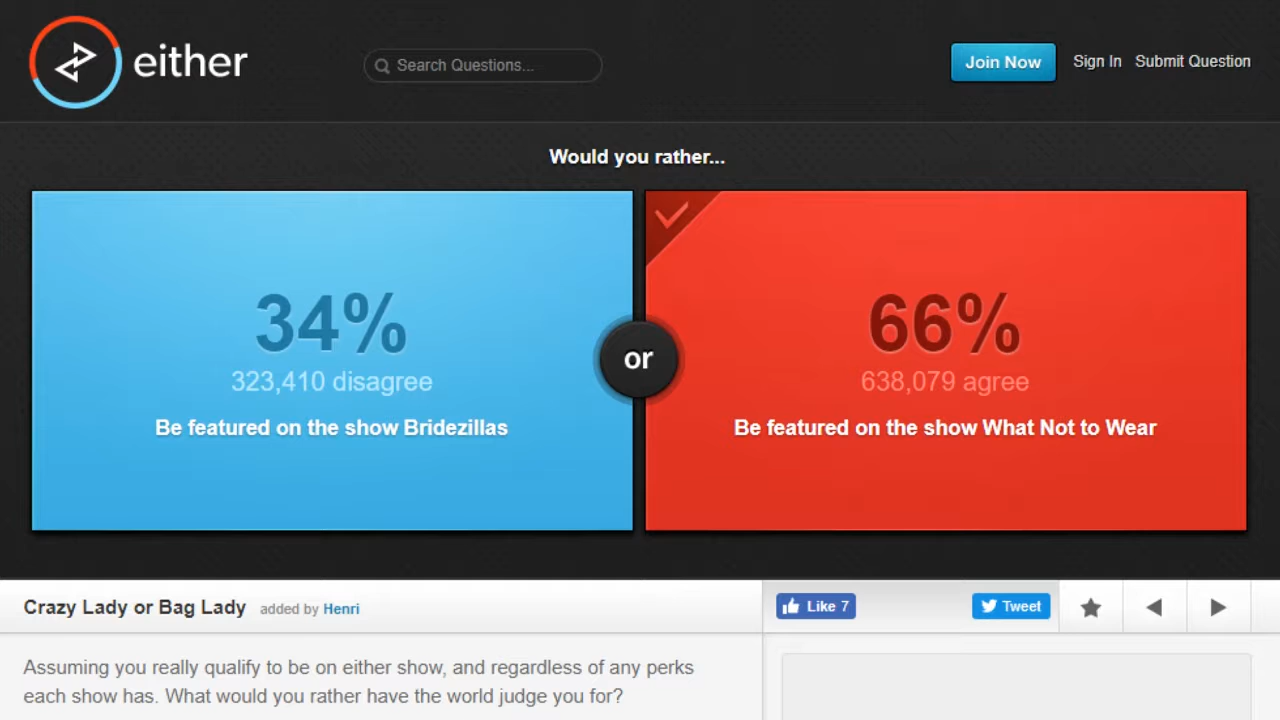 either
Search Questions...
Join Now
Sign In
Submit Question
Would you rather...
34%
323,410 disagree
Be featured on the show Bridezillas
or
66%
638,079 agree
Be featured on the show What Not to Wear
Crazy Lady or Bag Lady added by Henri
Like 7
Tweet
Assuming you really qualify to be on either show, and regardless of any perks
each show has. What would you rather have the world judge you for?